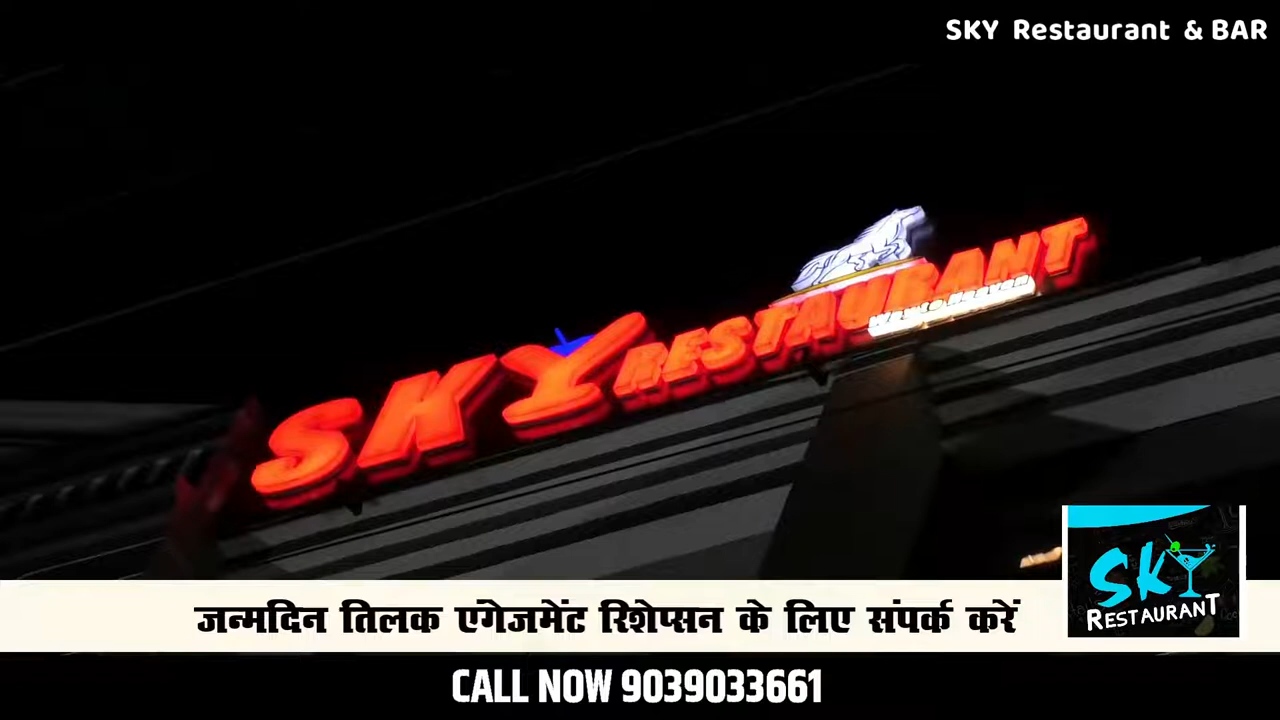 SKY Restaurant & BAR
SKY RESTAURANT
जन्मदिन तिलक एंगेजमेंट रिशेप्सन के लिए संपर्क करें
SKY
RESTAURANT
CALL NOW 9039033661